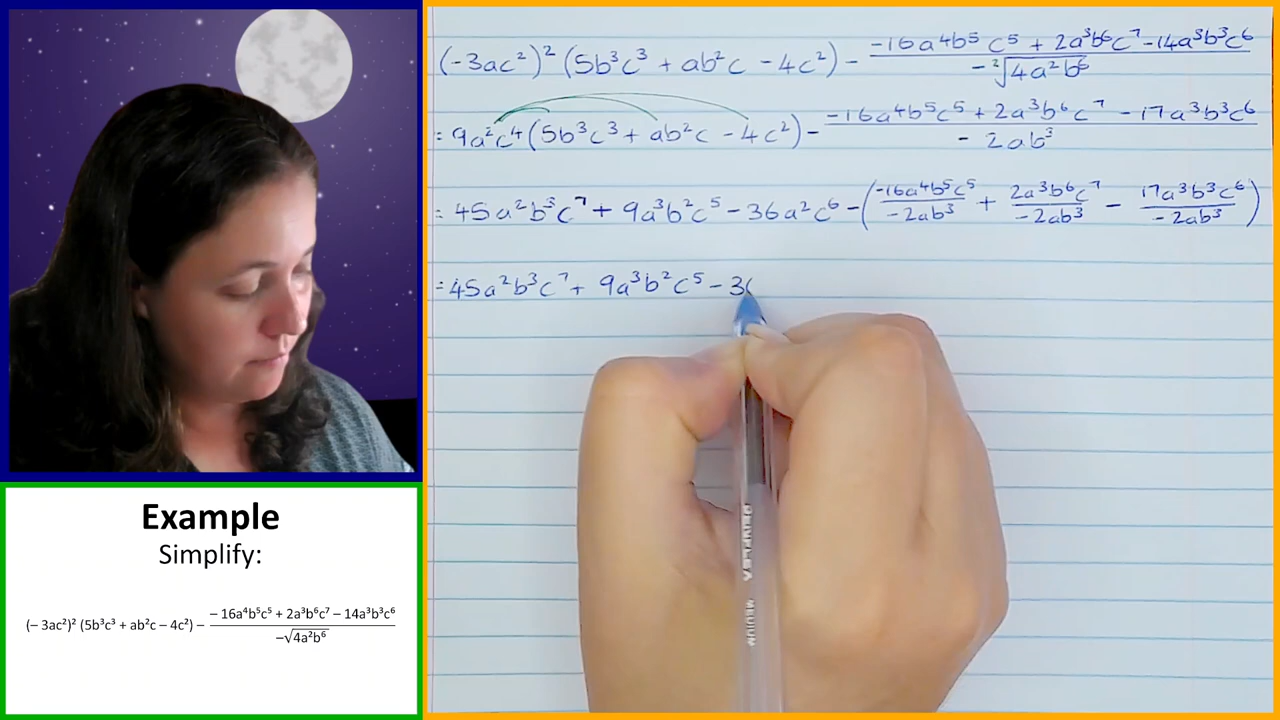 (-3ac²)² (5b³c³ + ab²c - 4c²) - (-16a⁴b⁵c⁵ + 2a³b⁶c⁷ - 14a³b³c⁶)/(-²√4a²b⁶)
= 9a²c⁴(5b³c³ + ab²c - 4c²) - (-16a⁴b⁵c⁵ + 2a³b⁶c⁷ - 17a³b³c⁶)/(-2ab³)
= 45a²b³c⁷ + 9a³b²c⁵ - 36a²c⁶ - (-16a⁴b⁵c⁵/-2ab³ + 2a³b⁶c⁷/-2ab³ - 17a³b³c⁶/-2ab³)
= 45a²b³c⁷ + 9a³b²c⁵ - 3
Example
Simplify:
(– 3ac²)² (5b³c³ + ab²c – 4c²) – (– 16a⁴b⁵c⁵ + 2a³b⁶c⁷ – 14a³b³c⁶)/(–√4a²b⁶)
MEDIUM